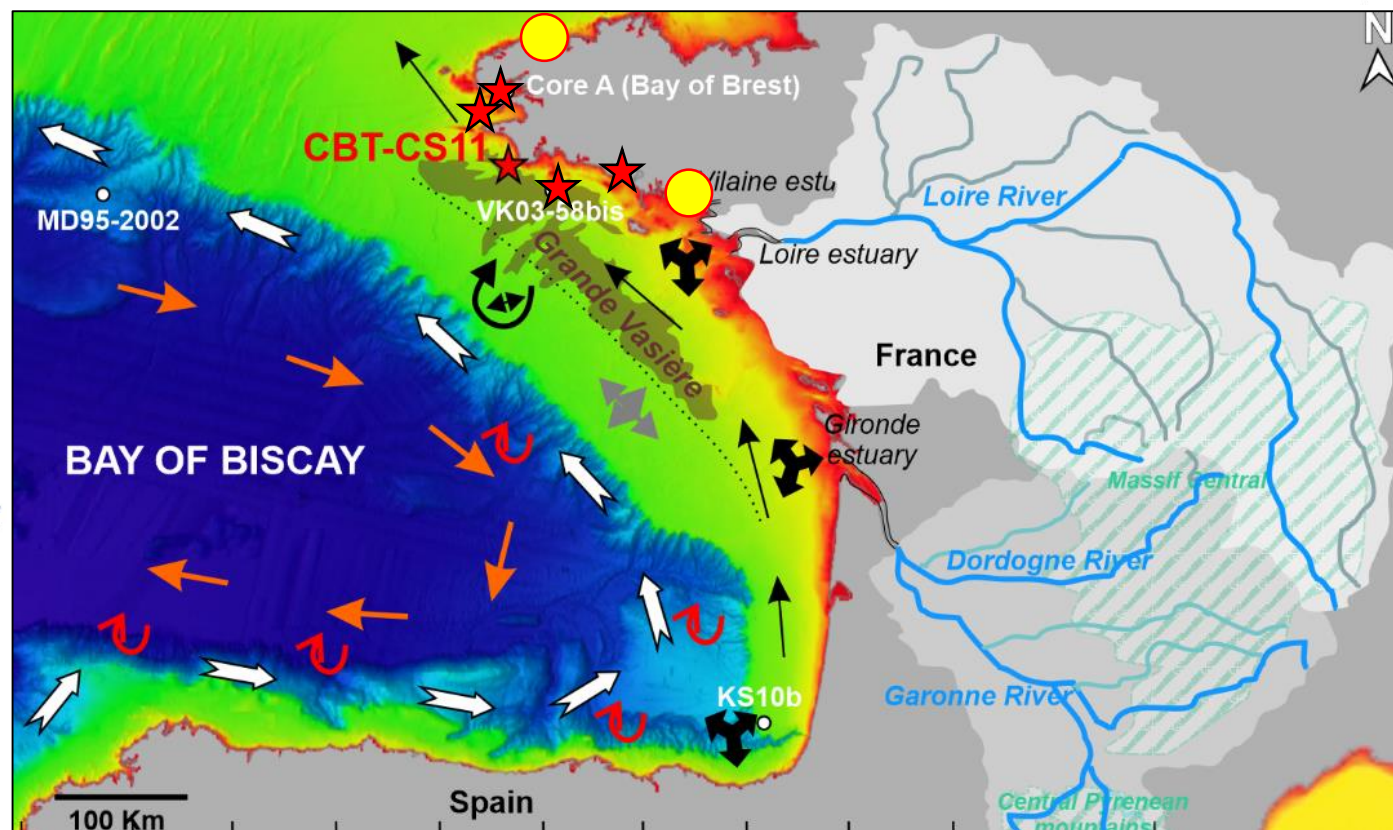 N
Core A (Bay of Brest)
CBT-CS11
Vilaine estu
Loire River
MD95-2002
VK03-58bis
Loire estuary
Grande Vasière
France
Gironde
estuary
BAY OF BISCAY
Massif Central
Dordogne River
Garonne River
KS10b
Spain
100 Km
Central Pyrenean
mountains